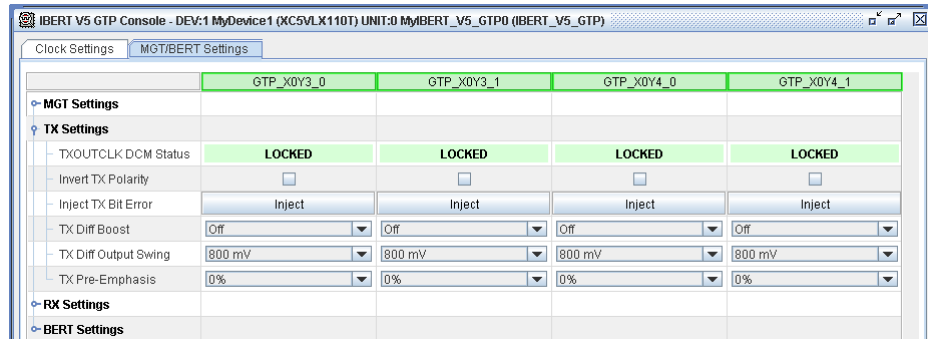 IBERT V5 GTP Console - DEV:1 MyDevice1 (XC5VLX110T) UNIT:0 MyIBERT_V5_GTP0 (IBERT_V5_GTP)
Clock Settings MGT/BERT Settings
GTP_X0Y3_0 GTP_X0Y3_1 GTP_X0Y4_0 GTP_X0Y4_1
MGT Settings
TX Settings
TXOUTCLK DCM Status LOCKED LOCKED LOCKED LOCKED
Invert TX Polarity
Inject TX Bit Error Inject Inject Inject Inject
TX Diff Boost Off Off Off Off
TX Diff Output Swing 800 mV 800 mV 800 mV 800 mV
TX Pre-Emphasis 0% 0% 0% 0%
RX Settings
BERT Settings